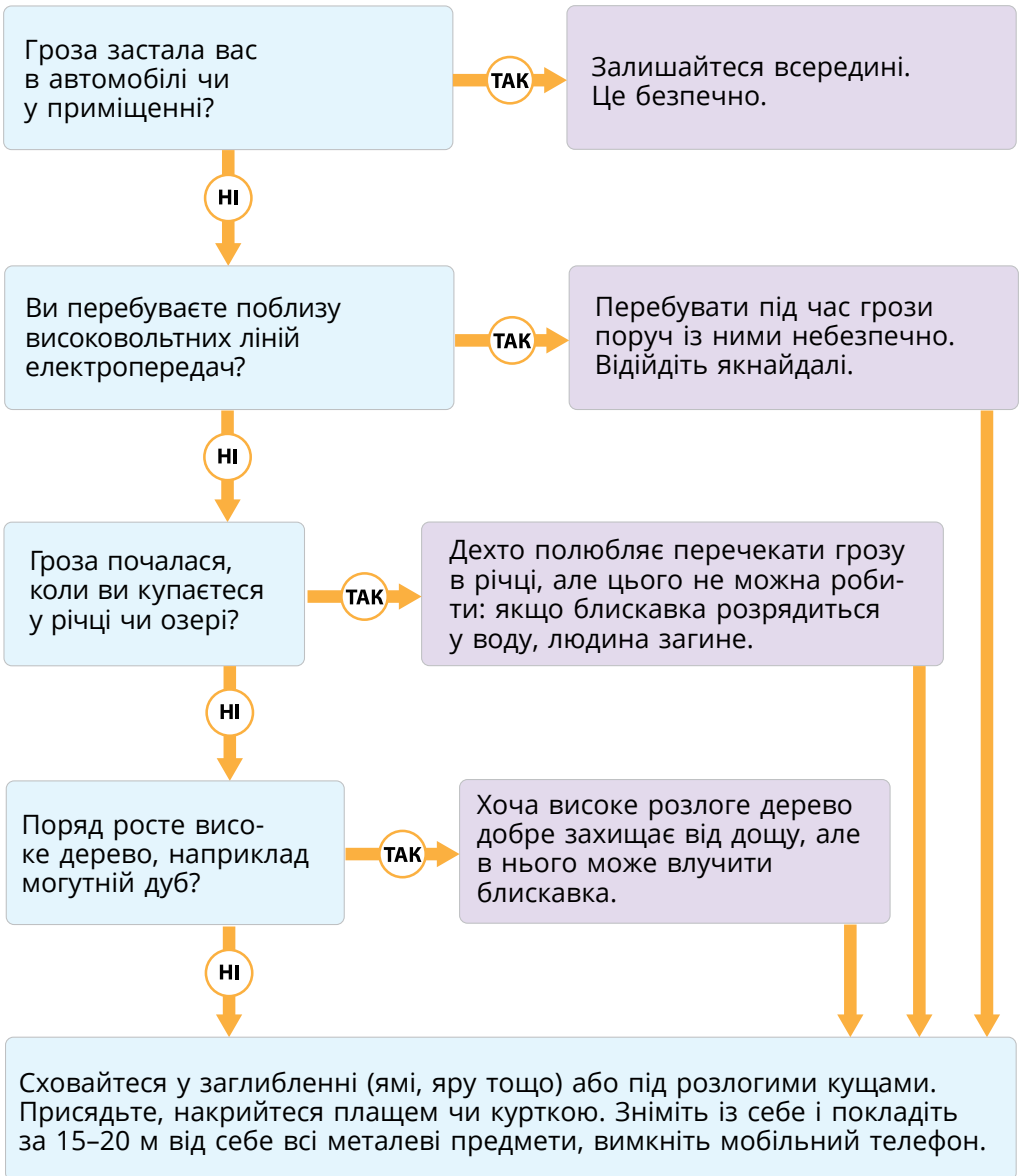 Гроза застала вас
в автомобілі чи
у приміщенні?
ТАК
Залишайтеся всередині.
Це безпечно.
НІ
Ви перебуваєте поблизу
високовольтних ліній
електропередач?
ТАК
Перебувати під час грози
поруч із ними небезпечно.
Відійдіть якнайдалі.
НІ
Гроза почалася,
коли ви купаєтеся
у річці чи озері?
ТАК
Дехто полюбляє перечекати грозу
в річці, але цього не можна роби-
ти: якщо блискавка розрядиться
у воду, людина загине.
НІ
Поряд росте висо-
ке дерево, наприклад
могутній дуб?
ТАК
Хоча високе розлоге дерево
добре захищає від дощу, але
в нього може влучити
блискавка.
НІ
Сховайтеся у заглибленні (ямі, яру тощо) або під розлогими кущами.
Присядьте, накрийтеся плащем чи курткою. Зніміть із себе і покладіть
за 15–20 м від себе всі металеві предмети, вимкніть мобільний телефон.